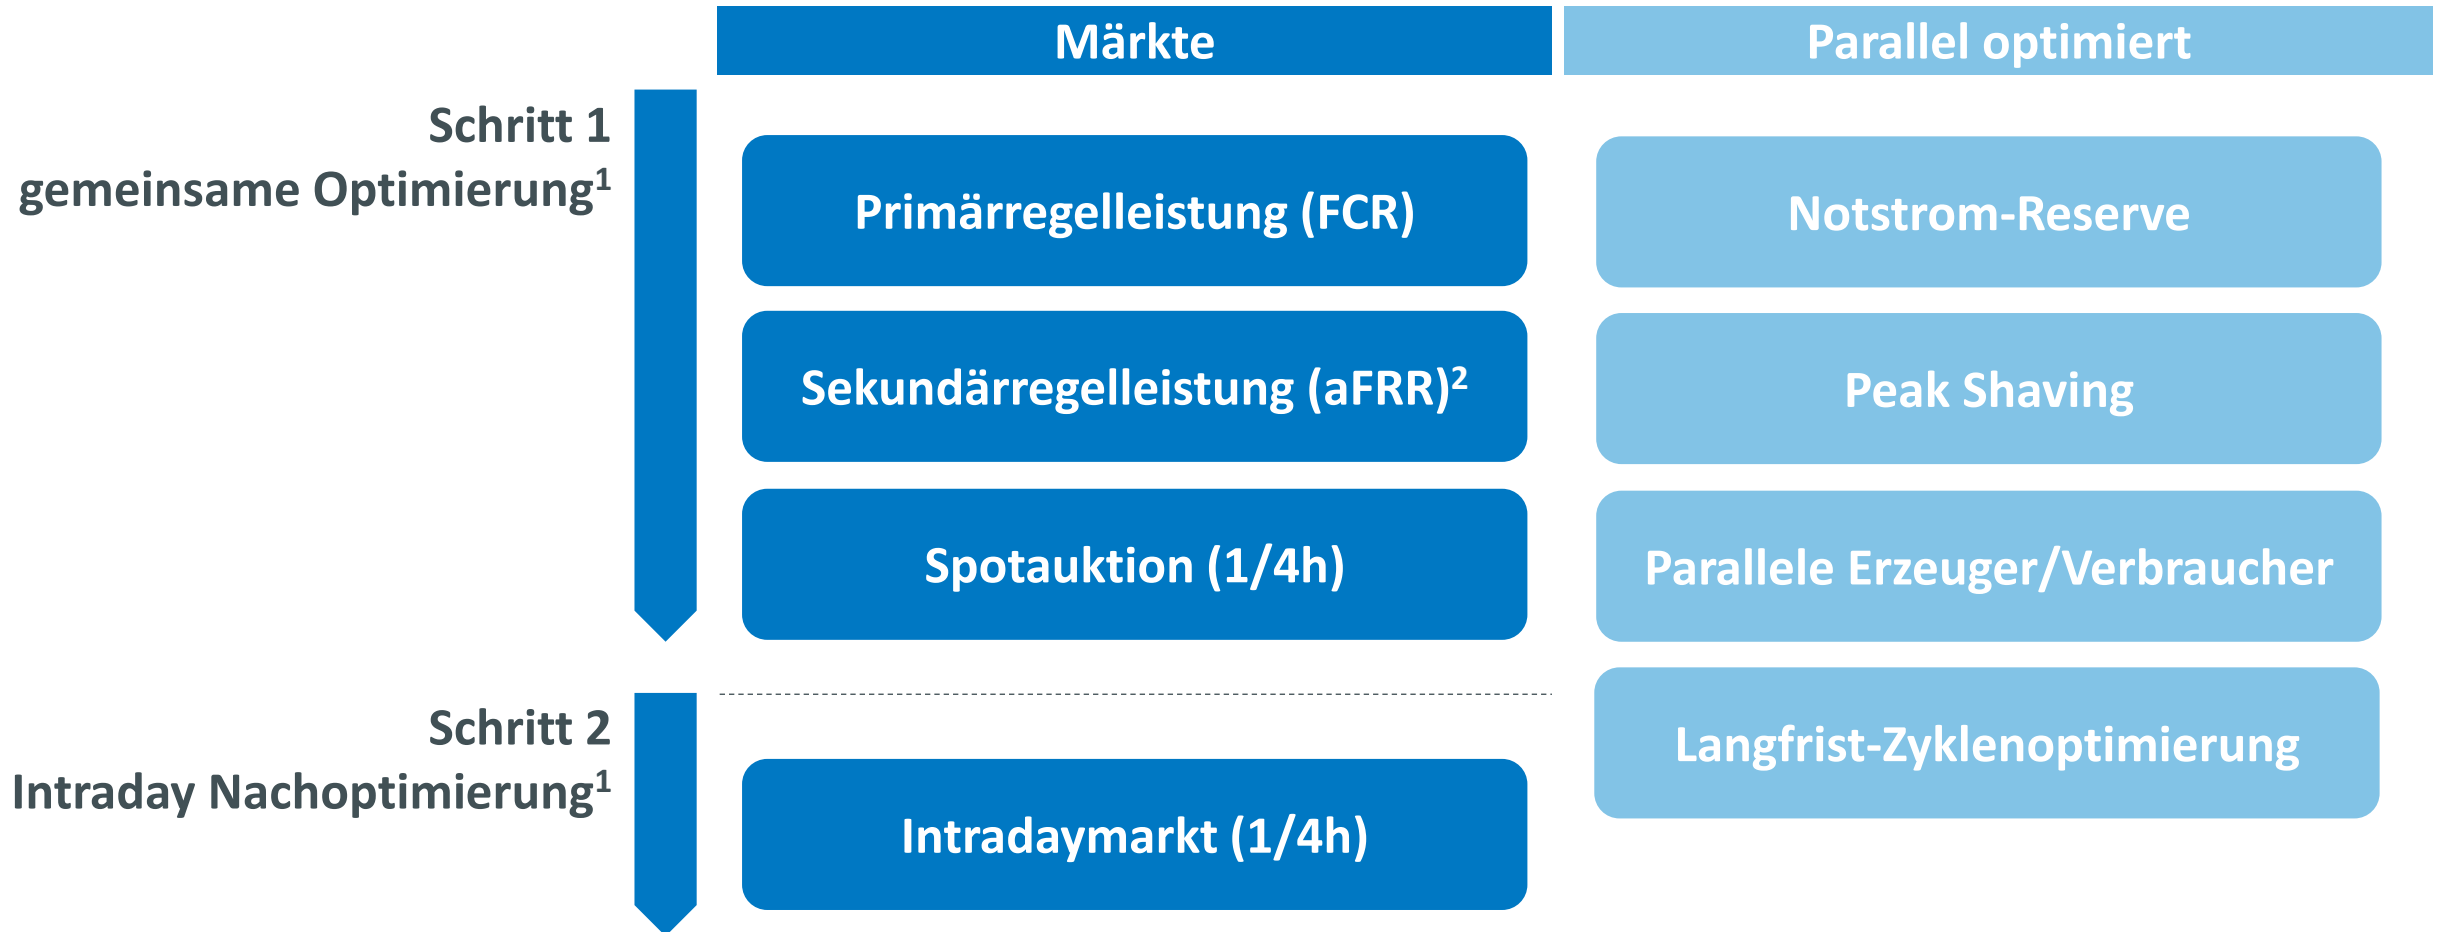 Märkte
Parallel optimiert
Schritt 1
gemeinsame Optimierung¹
Primärregelleistung (FCR)
Notstrom-Reserve
Sekundärregelleistung (aFRR)²
Peak Shaving
Spotauktion (1/4h)
Parallele Erzeuger/Verbraucher
Schritt 2
Intraday Nachoptimierung¹
Langfrist-Zyklenoptimierung
Intradaymarkt (1/4h)